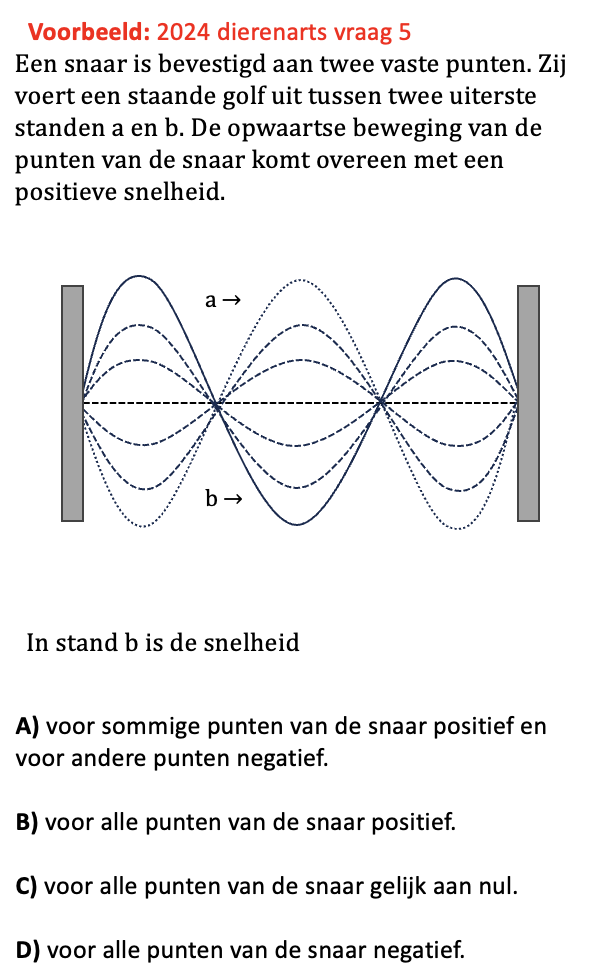 Voorbeeld: 2024 dierenarts vraag 5
Een snaar is bevestigd aan twee vaste punten. Zij
voert een staande golf uit tussen twee uiterste
standen a en b. De opwaartse beweging van de
punten van de snaar komt overeen met een
positieve snelheid.
a →
b →
In stand b is de snelheid
A) voor sommige punten van de snaar positief en
voor andere punten negatief.
B) voor alle punten van de snaar positief.
C) voor alle punten van de snaar gelijk aan nul.
D) voor alle punten van de snaar negatief.